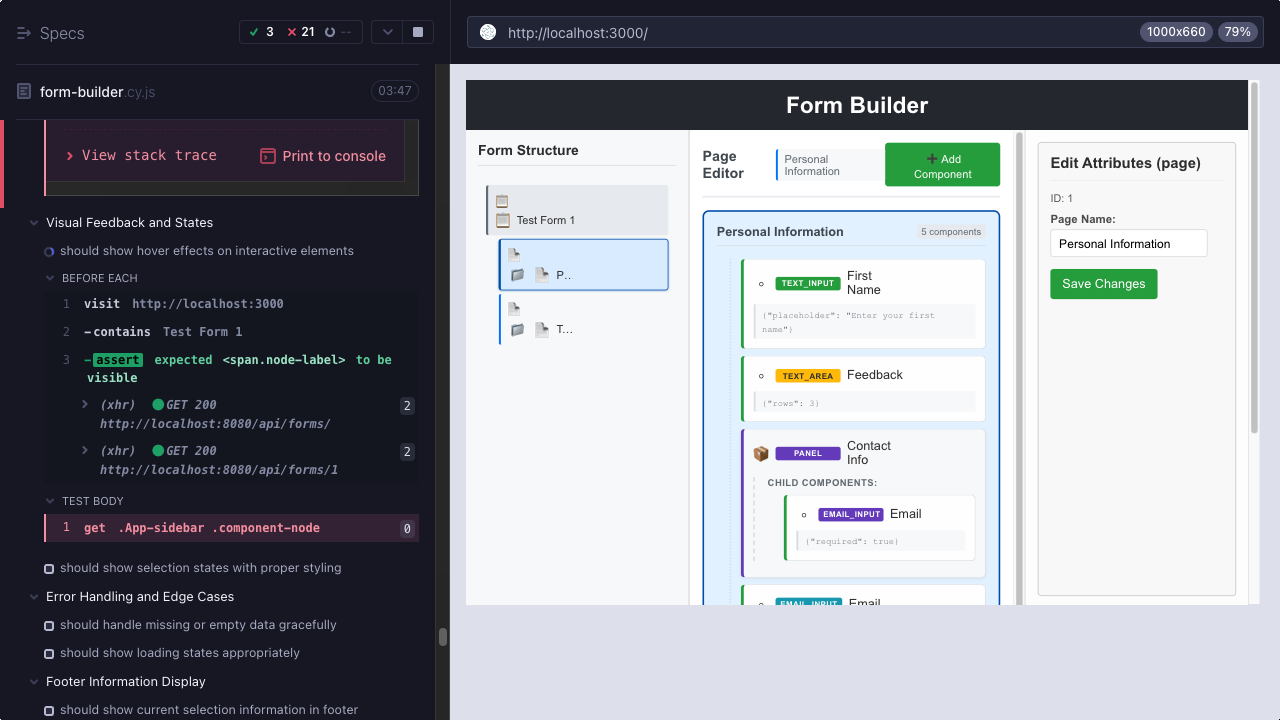 Specs
3
21
--
form-builder.cy.js
03:47
View stack trace
Print to console
Visual Feedback and States
should show hover effects on interactive elements
BEFORE EACH
1 visit http://localhost:3000
2 -contains Test Form 1
3 -assert expected <span.node-label> to be
visible
(xhr) GET 200
http://localhost:8080/api/forms/
2
(xhr) GET 200
http://localhost:8080/api/forms/1
2
TEST BODY
1 get .App-sidebar .component-node 0
should show selection states with proper styling
Error Handling and Edge Cases
should handle missing or empty data gracefully
should show loading states appropriately
Footer Information Display
should show current selection information in footer
http://localhost:3000/
1000x660
79%
Form Builder
Form Structure
Test Form 1
P..
T...
Page
Editor
Personal
Information
➕ Add
Component
Personal Information
5 components
TEXT_INPUT
First
Name
{"placeholder": "Enter your first
name"}
TEXT_AREA
Feedback
{"rows": 3}
PANEL
Contact
Info
CHILD COMPONENTS:
EMAIL_INPUT
Email
{"required": true}
EMAIL_INPUT
Email
Edit Attributes (page)
ID: 1
Page Name:
Personal Information
Save Changes